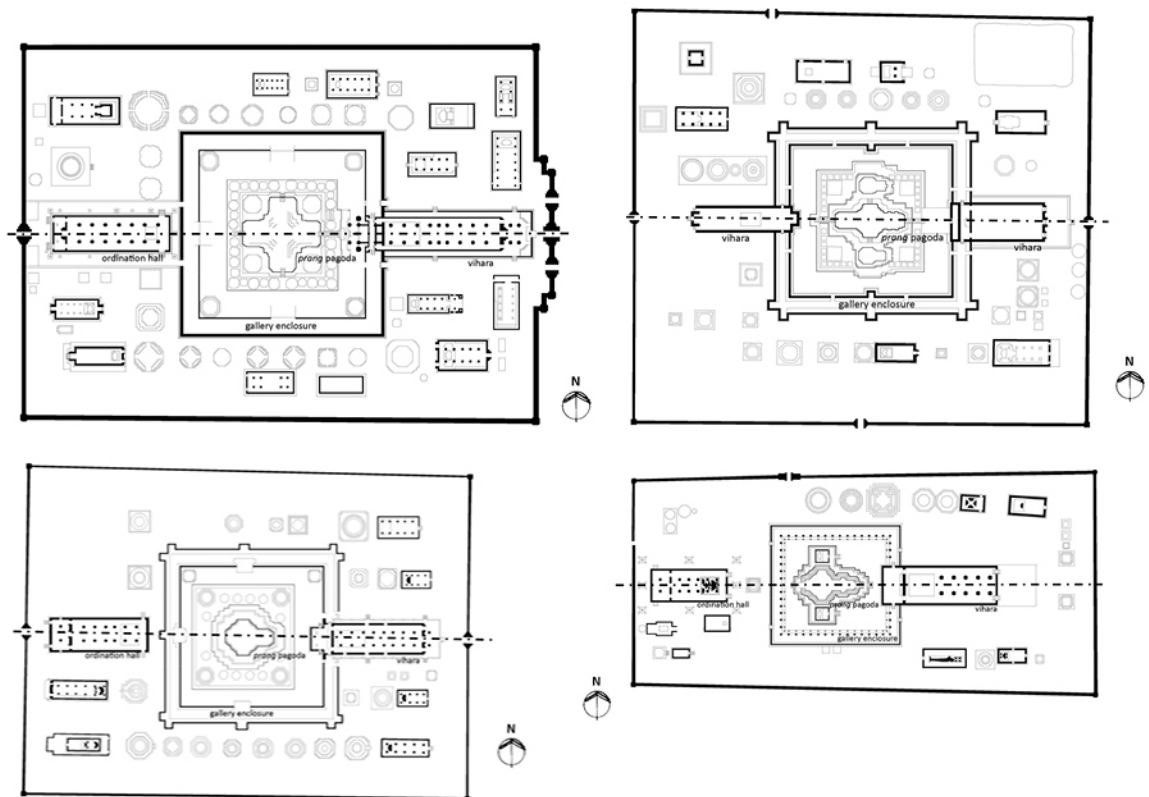 ordination hall
prang pagoda
vihara
gallery enclosure
N
vihara
prang pagoda
vihara
gallery enclosure
N
ordination hall
prang pagoda
vihara
gallery enclosure
N
ordination hall
prang pagoda
vihara
gallery enclosure
N